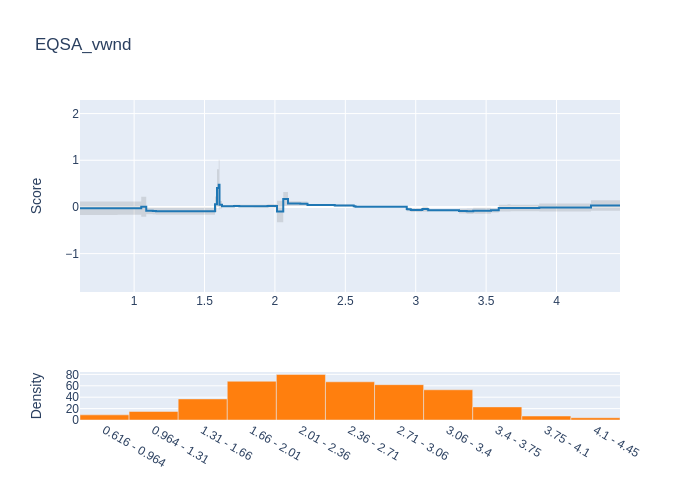 EQSA_vwnd
Score
2
1
0
−1
1
1.5
2
2.5
3
3.5
4
Density
80
60
40
20
0
0.616 - 0.964
0.964 - 1.31
1.31 - 1.66
1.66 - 2.01
2.01 - 2.36
2.36 - 2.71
2.71 - 3.06
3.06 - 3.4
3.4 - 3.75
3.75 - 4.1
4.1 - 4.45